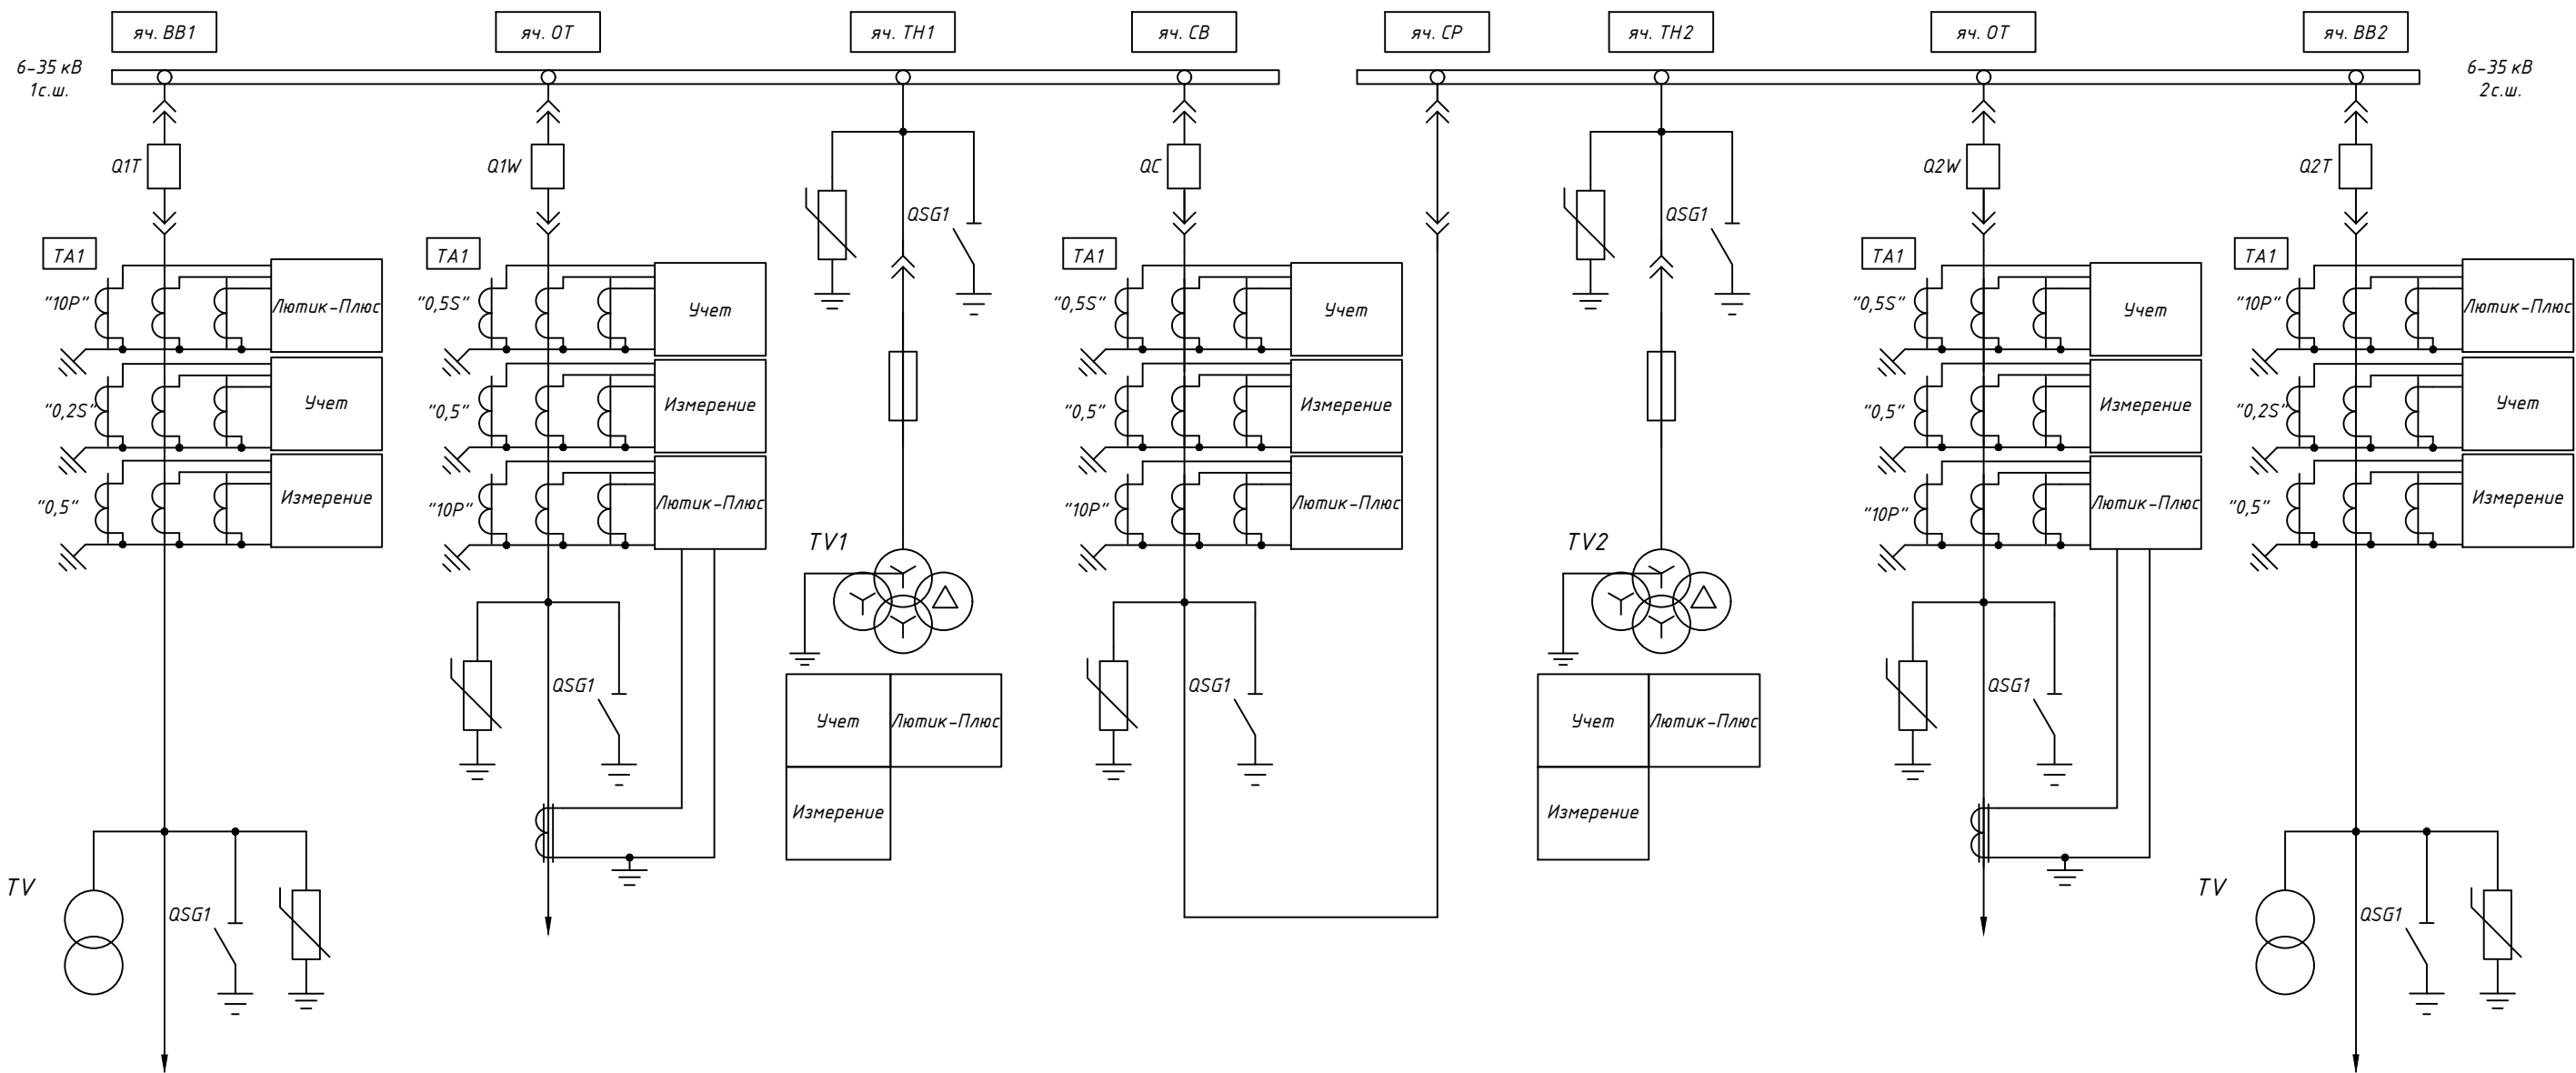 яч. ВВ1
яч. ОТ
яч. ТН1
яч. СВ
яч. СР
яч. ТН2
яч. ОТ
яч. ВВ2
6-35 кВ
1с.ш.
6-35 кВ
2с.ш.
Q1T
Q1W
QC
Q2W
Q2T
QSG1
QSG1
TA1
TA1
TA1
TA1
TA1
"10P"
Лютик-Плюс
"0,5S"
Учет
"0,5S"
Учет
"0,5S"
Учет
"10P"
Лютик-Плюс
"0,2S"
Учет
"0,5"
Измерение
"0,5"
Измерение
"0,5"
Измерение
"0,2S"
Учет
"0,5"
Измерение
"10P"
Лютик-Плюс
"10P"
Лютик-Плюс
"10P"
Лютик-Плюс
"0,5"
Измерение
TV1
TV2
QSG1
QSG1
QSG1
Учет
Лютик-Плюс
Учет
Лютик-Плюс
Измерение
Измерение
TV
QSG1
TV
QSG1